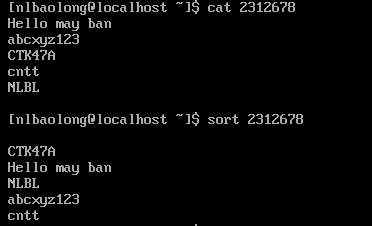 [nlbaolong@localhost ~]$ cat 2312678
Hello may ban
abcxyz123
CTK47A
cntt
NLBL
[nlbaolong@localhost ~]$ sort 2312678
CTK47A
Hello may ban
NLBL
abcxyz123
cntt